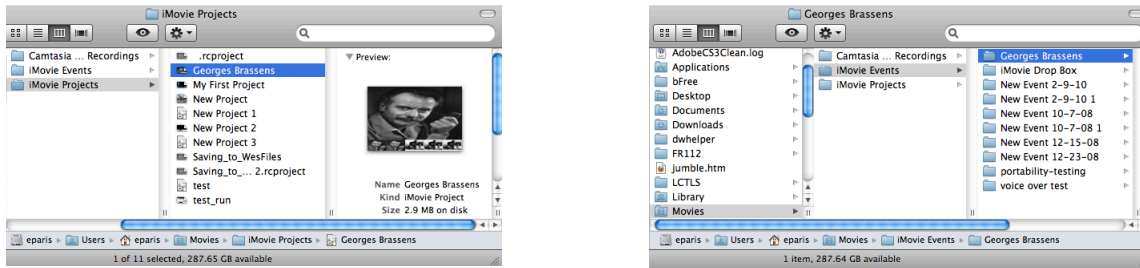 iMovie Projects
Camtasia ... Recordings
iMovie Events
iMovie Projects
.rcproject
Georges Brassens
My First Project
New Project
New Project 1
New Project 2
New Project 3
Saving_to_WesFiles
Saving_to_... 2.rcproject
test
test_run
Preview:
Name Georges Brassens
Kind iMovie Project
Size 2.9 MB on disk
eparis Users eparis Movies iMovie Projects Georges Brassens
1 of 11 selected, 287.65 GB available
Georges Brassens
AdobeCS3Clean.log
Applications
bFree
Desktop
Documents
Downloads
dwhelper
FR112
jumble.htm
LCTLS
Library
Movies
Camtasia ... Recordings
iMovie Events
iMovie Projects
Georges Brassens
iMovie Drop Box
New Event 2-9-10
New Event 2-9-10 1
New Event 10-7-08
New Event 10-7-08 1
New Event 12-15-08
New Event 12-23-08
portability-testing
voice over test
eparis Users eparis Movies iMovie Events Georges Brassens
1 item, 287.64 GB available